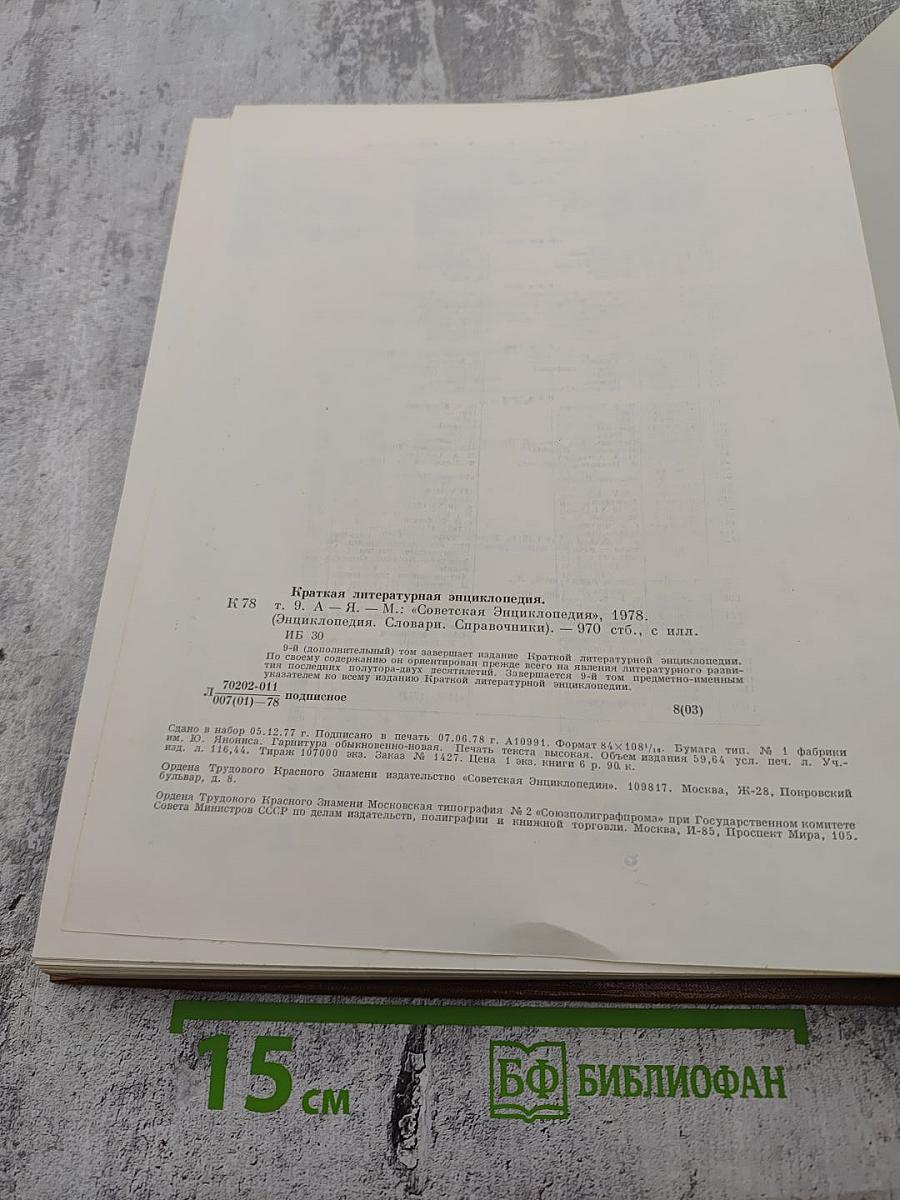 Краткая литературная энциклопедия.
К 78 т. 9. А — Я. — М.: «Советская Энциклопедия», 1978.
(Энциклопедия. Словари. Справочники). — 970 стб., с илл.
ИБ 30
9-й (дополнительный) том завершает издание Краткой литературной энциклопедии.
По своему содержанию он ориентирован прежде всего на явления литературного разви-
тия последних полутора-двух десятилетий. Завершается 9-й том предметно-именным
указателем ко всему изданию Краткой литературной энциклопедии.
Л 70202-011
007(01)—78 подписное
8(03)
Сдано в набор 05.12.77 г. Подписано в печать 07.06.78 г. А10991. Формат 84×108¹/₁₆. Бумага тип. № 1 фабрики
им. Ю. Янониса. Гарнитура обыкновенно-новая. Печать текста высокая. Объем издания 59,64 усл. печ. л. Уч.-
изд. л. 116,44. Тираж 107000 экз. Заказ № 1427. Цена 1 экз. книги 6 р. 90 к.
Ордена Трудового Красного Знамени издательство «Советская Энциклопедия». 109817. Москва, Ж-28, Покровский
бульвар, д. 8.
Ордена Трудового Красного Знамени Московская типография № 2 «Союзполиграфпрома» при Государственном комитете
Совета Министров СССР по делам издательств, полиграфии и книжной торговли. Москва, И-85, Проспект Мира, 105.
15 см
БФ БИБЛИОФАН